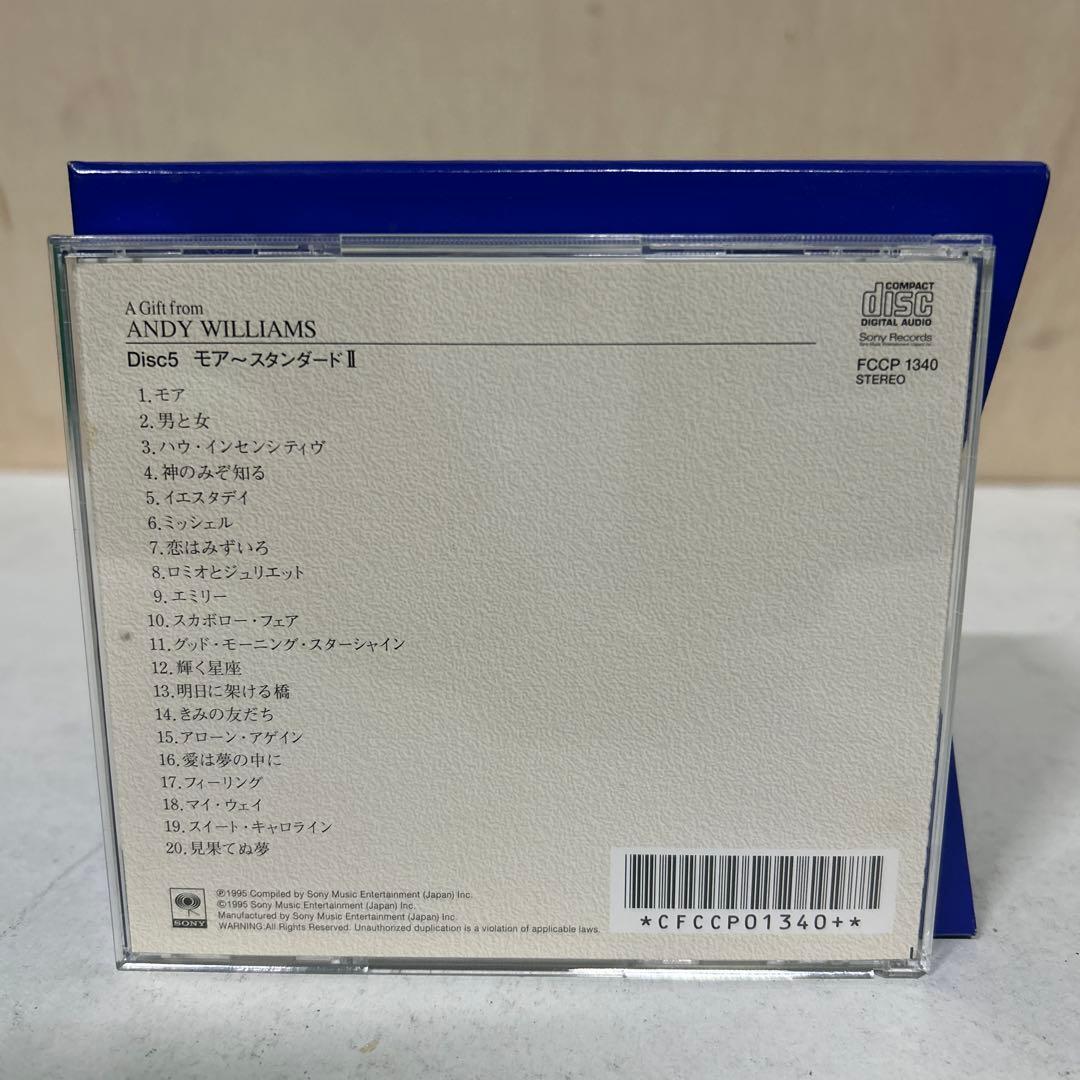 A Gift from
ANDY WILLIAMS
Disc5 モア〜スタンダードⅡ
1.モア
2.男と女
3.ハウ・インセンシティヴ
4.神のみぞ知る
5.イエスタデイ
6.ミッシェル
7.恋はみずいろ
8.ロミオとジュリエット
9.エミリー
10.スカボロー・フェア
11.グッド・モーニング・スターシャイン
12.輝く星座
13.明日に架ける橋
14.きみの友だち
15.アローン・アゲイン
16.愛は夢の中に
17.フィーリング
18.マイ・ウェイ
19.スイート・キャロライン
20.見果てぬ夢
COMPACT
disc
DIGITAL AUDIO
Sony Records
FCCP 1340
STEREO
SONY
℗1995 Compiled by Sony Music Entertainment (Japan) Inc.
©1995 Sony Music Entertainment (Japan) Inc.
Manufactured by Sony Music Entertainment (Japan) Inc.
WARNING:All Rights Reserved. Unauthorized duplication is a violation of applicable laws.
*CFCCP01340+*